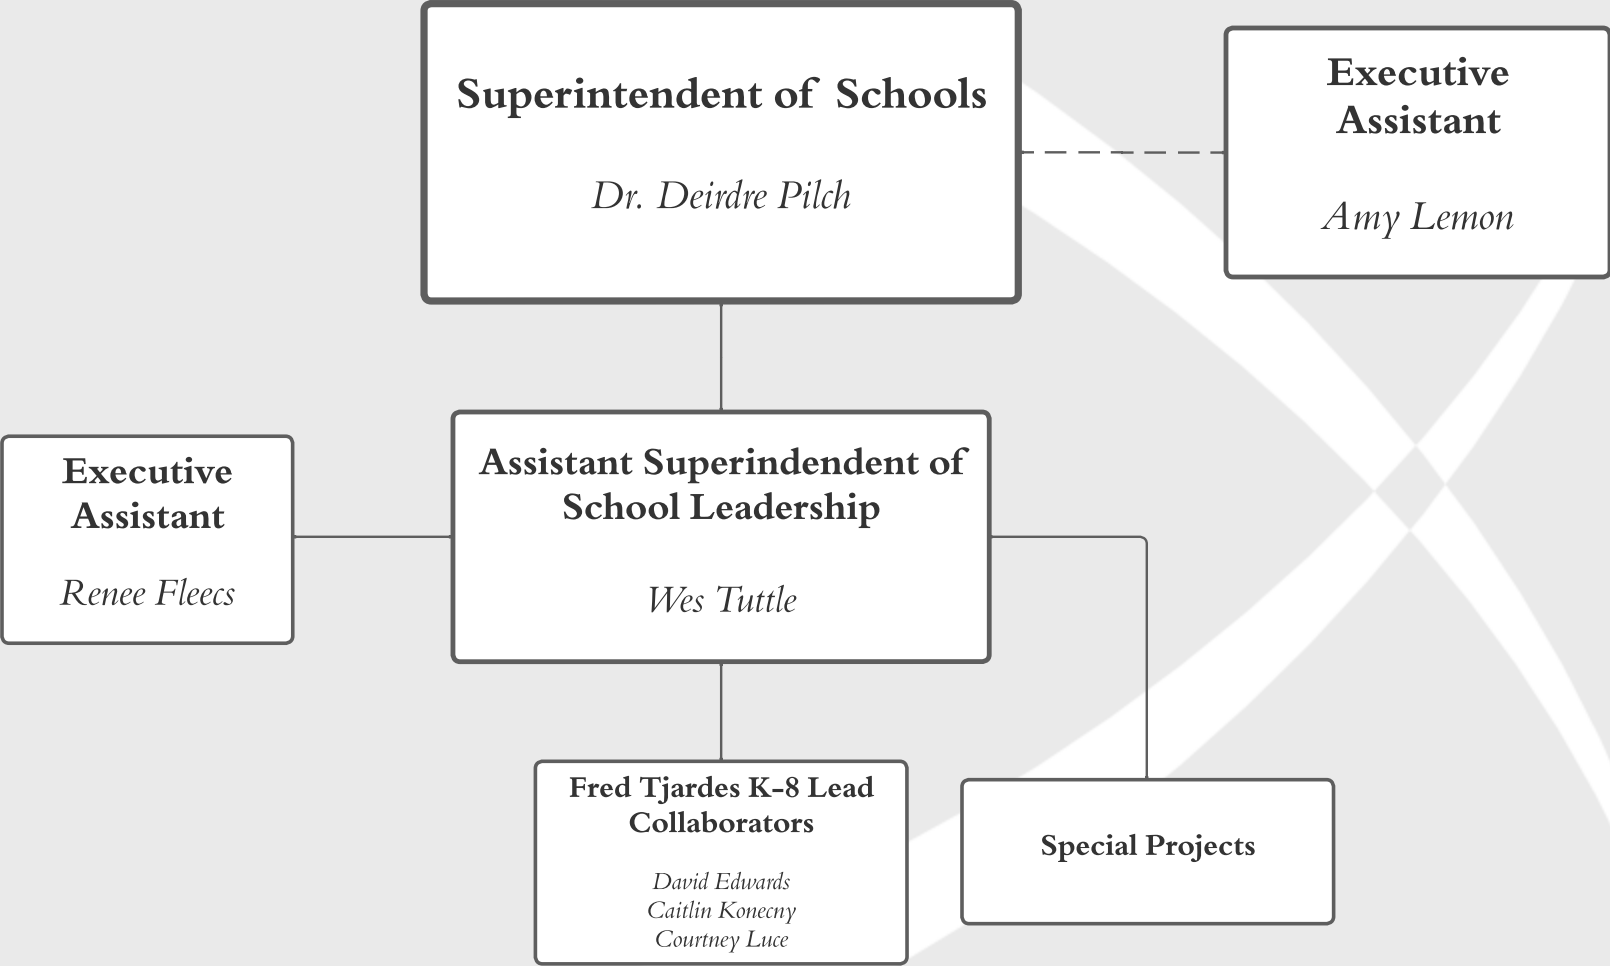 Superintendent of Schools
Dr. Deirdre Pilch
Executive
Assistant
Amy Lemon
Executive
Assistant
Renee Fleecs
Assistant Superindendent of
School Leadership
Wes Tuttle
Fred Tjardes K-8 Lead
Collaborators
David Edwards
Caitlin Konecny
Courtney Luce
Special Projects